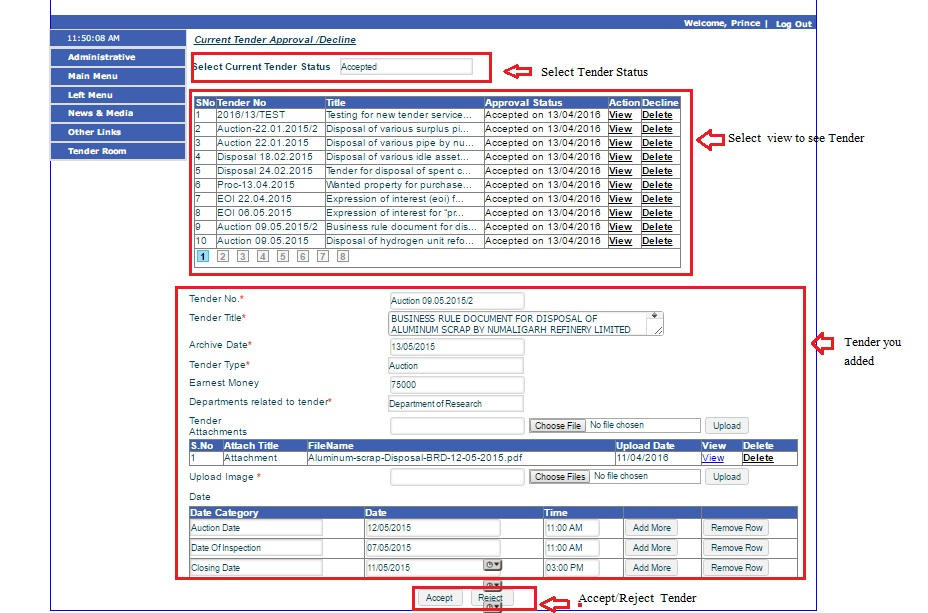 Welcome, Prince | Log Out
11:50:08 AM
Administrative
Main Menu
Left Menu
News & Media
Other Links
Tender Room
Current Tender Approval /Decline
Select Current Tender Status Accepted
Select Tender Status
SNo Tender No Title Approval Status Action Decline
1 2016/13/TEST Testing for new tender service... Accepted on 13/04/2016 View Delete
2 Auction-22.01.2015/2 Disposal of various surplus pi... Accepted on 13/04/2016 View Delete
3 Auction 22.01.2015 Disposal of various pipe by nu... Accepted on 13/04/2016 View Delete
4 Disposal 18.02.2015 Disposal of various idle asset... Accepted on 13/04/2016 View Delete
5 Disposal 24.02.2015 Tender for disposal of spent c... Accepted on 13/04/2016 View Delete
6 Proc-13.04.2015 Wanted property for purchase... Accepted on 13/04/2016 View Delete
7 EOI 22.04.2015 Expression of interest (eoi) f... Accepted on 13/04/2016 View Delete
8 EOI 06.05.2015 Expression of interest for "pr... Accepted on 13/04/2016 View Delete
9 Auction 09.05.2015/2 Business rule document for dis... Accepted on 13/04/2016 View Delete
10 Auction 09.05.2015 Disposal of hydrogen unit refo... Accepted on 13/04/2016 View Delete
1 2 3 4 5 6 7 8
Select view to see Tender
Tender No.* Auction 09.05.2015/2
Tender Title* BUSINESS RULE DOCUMENT FOR DISPOSAL OF
ALUMINUM SCRAP BY NUMALIGARH REFINERY LIMITED
Archive Date* 13/05/2015
Tender Type* Auction
Earnest Money 75000
Departments related to tender* Department of Research
Tender
Attachments Choose File No file chosen Upload
S.No Attach Title FileName Upload Date View Delete
1 Attachment Aluminum-scrap-Disposal-BRD-12-05-2015.pdf 11/04/2016 View Delete
Upload Image * Choose Files No file chosen Upload
Date
Date Category Date Time
Auction Date 12/05/2015 11:00 AM Add More Remove Row
Date Of Inspection 07/05/2015 11:00 AM Add More Remove Row
Closing Date 11/05/2015 03:00 PM Add More Remove Row
Tender you
added
Accept Reject
Accept/Reject Tender